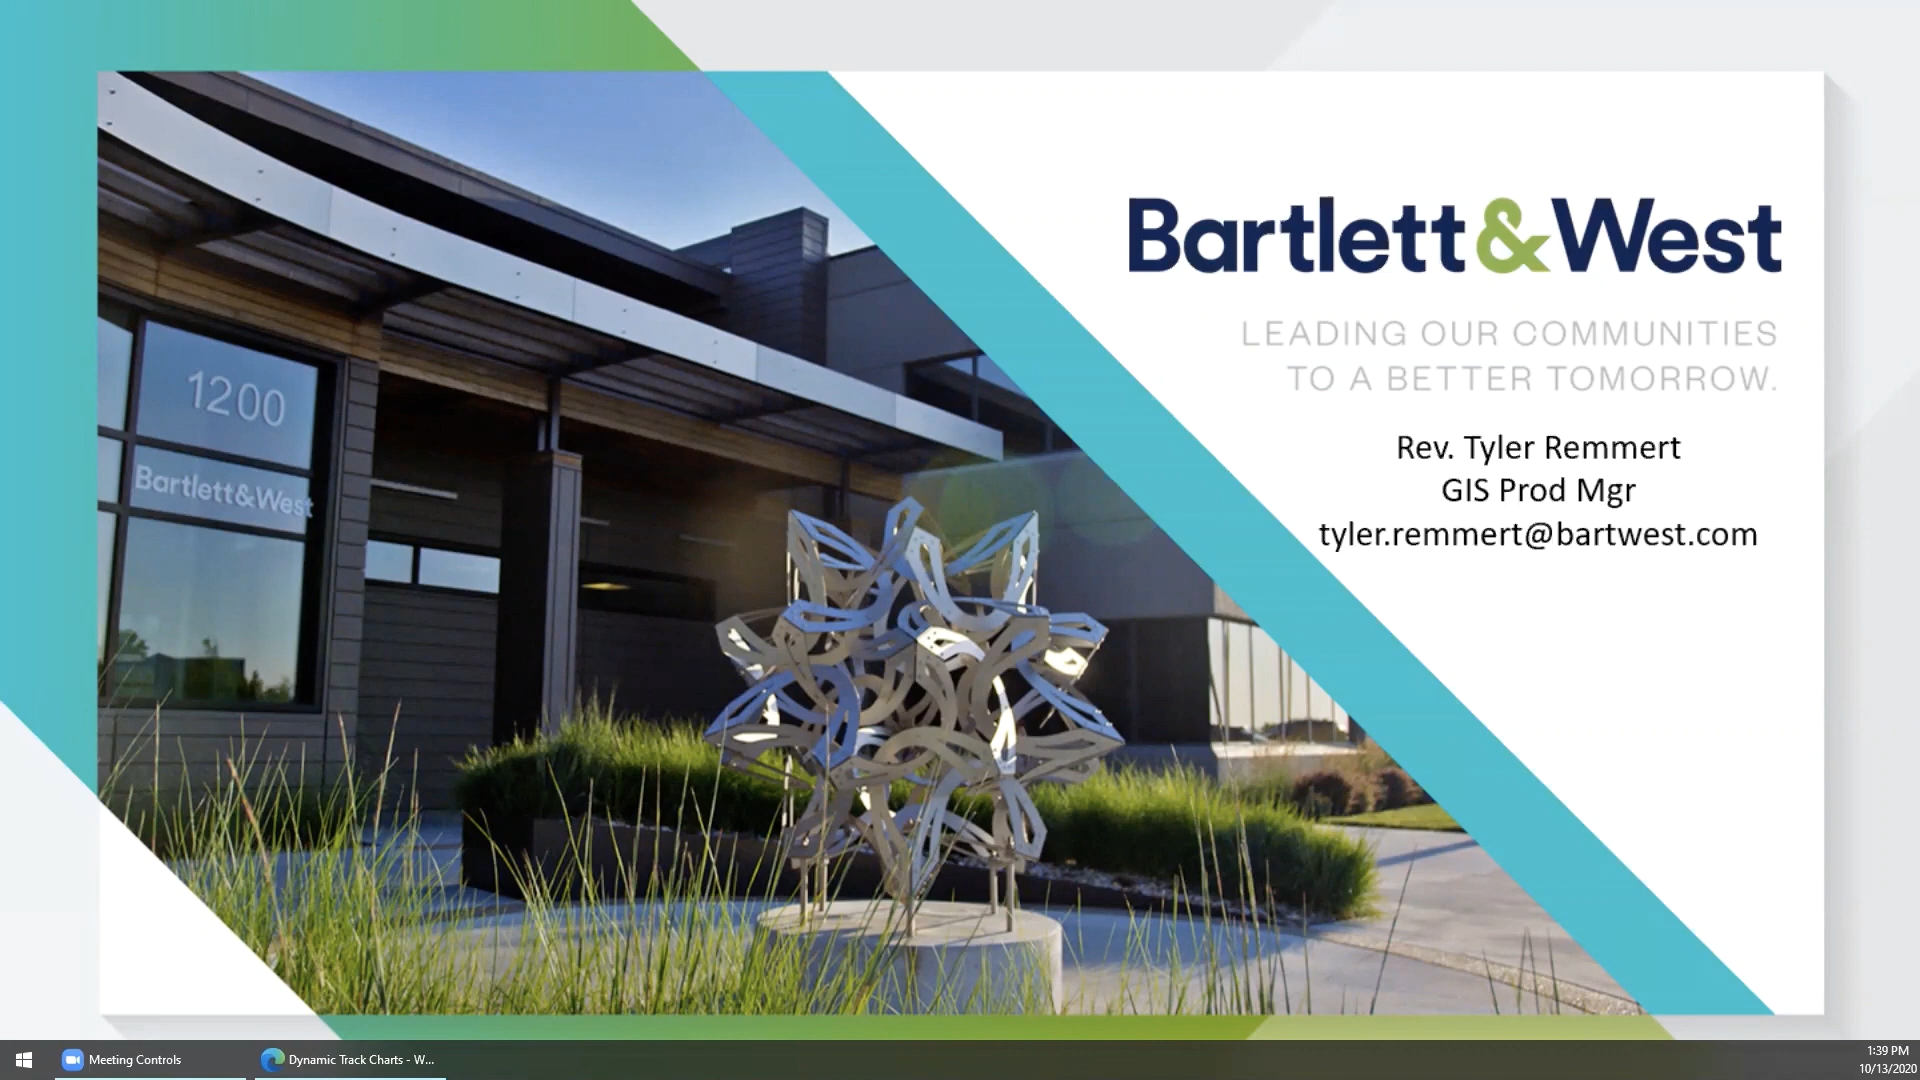 Bartlett&West
LEADING OUR COMMUNITIES
TO A BETTER TOMORROW.
Rev. Tyler Remmert
GIS Prod Mgr
tyler.remmert@bartwest.com
1200
Bartlett&West
Meeting Controls
Dynamic Track Charts - W...
1:39 PM
10/13/2020